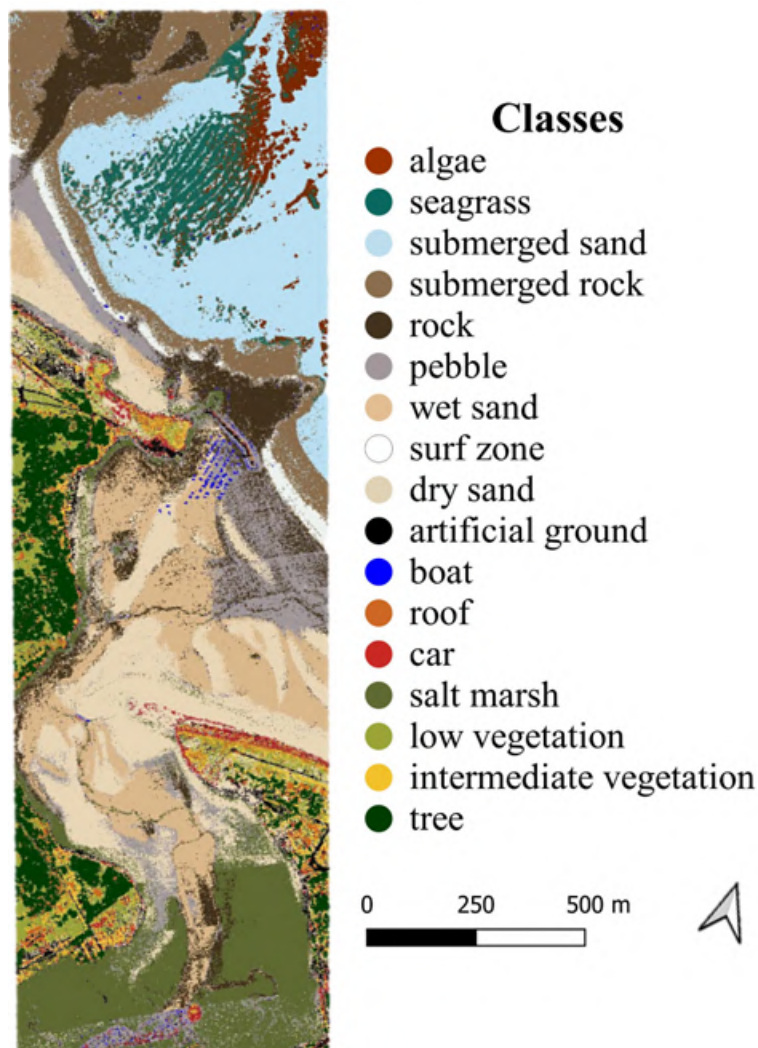 Classes
algae
seagrass
submerged sand
submerged rock
rock
pebble
wet sand
surf zone
dry sand
artificial ground
boat
roof
car
salt marsh
low vegetation
intermediate vegetation
tree
0 250 500 m